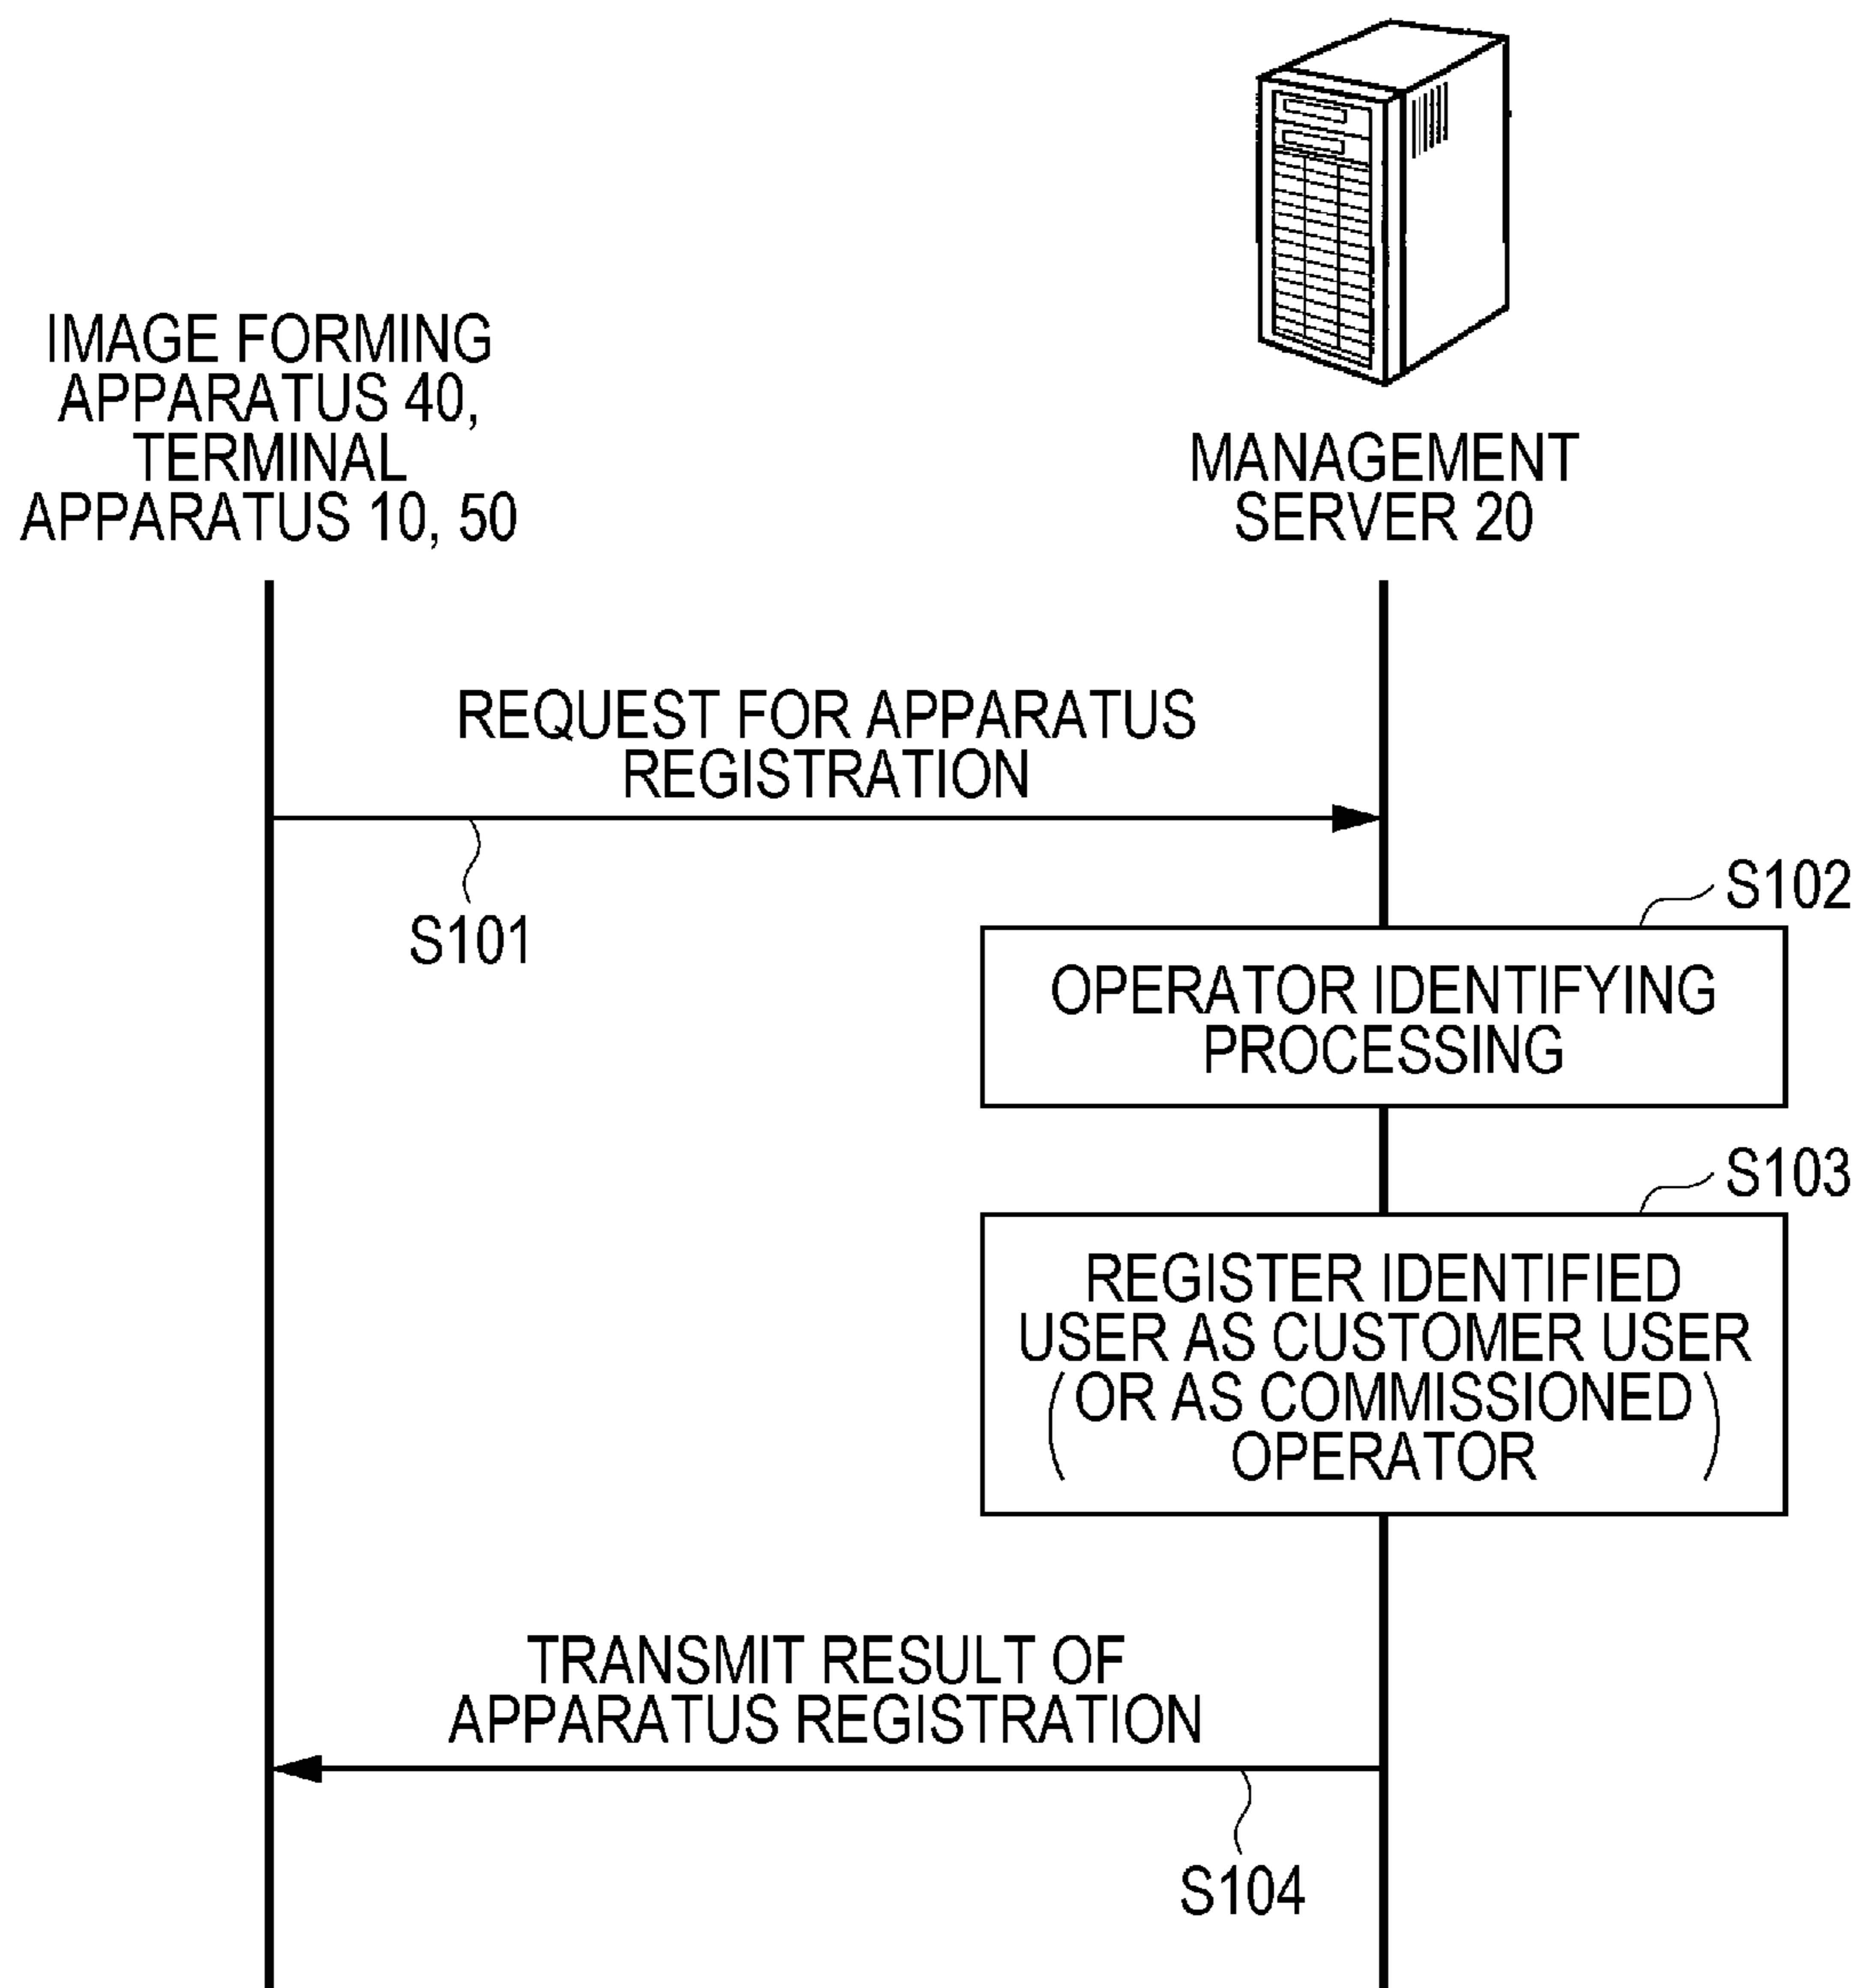 IMAGE FORMING
APPARATUS 40,
TERMINAL
APPARATUS 10, 50
MANAGEMENT
SERVER 20
REQUEST FOR APPARATUS
REGISTRATION
S101
S102
OPERATOR IDENTIFYING
PROCESSING
S103
REGISTER IDENTIFIED
USER AS CUSTOMER USER
(OR AS COMMISSIONED)
OPERATOR
TRANSMIT RESULT OF
APPARATUS REGISTRATION
S104